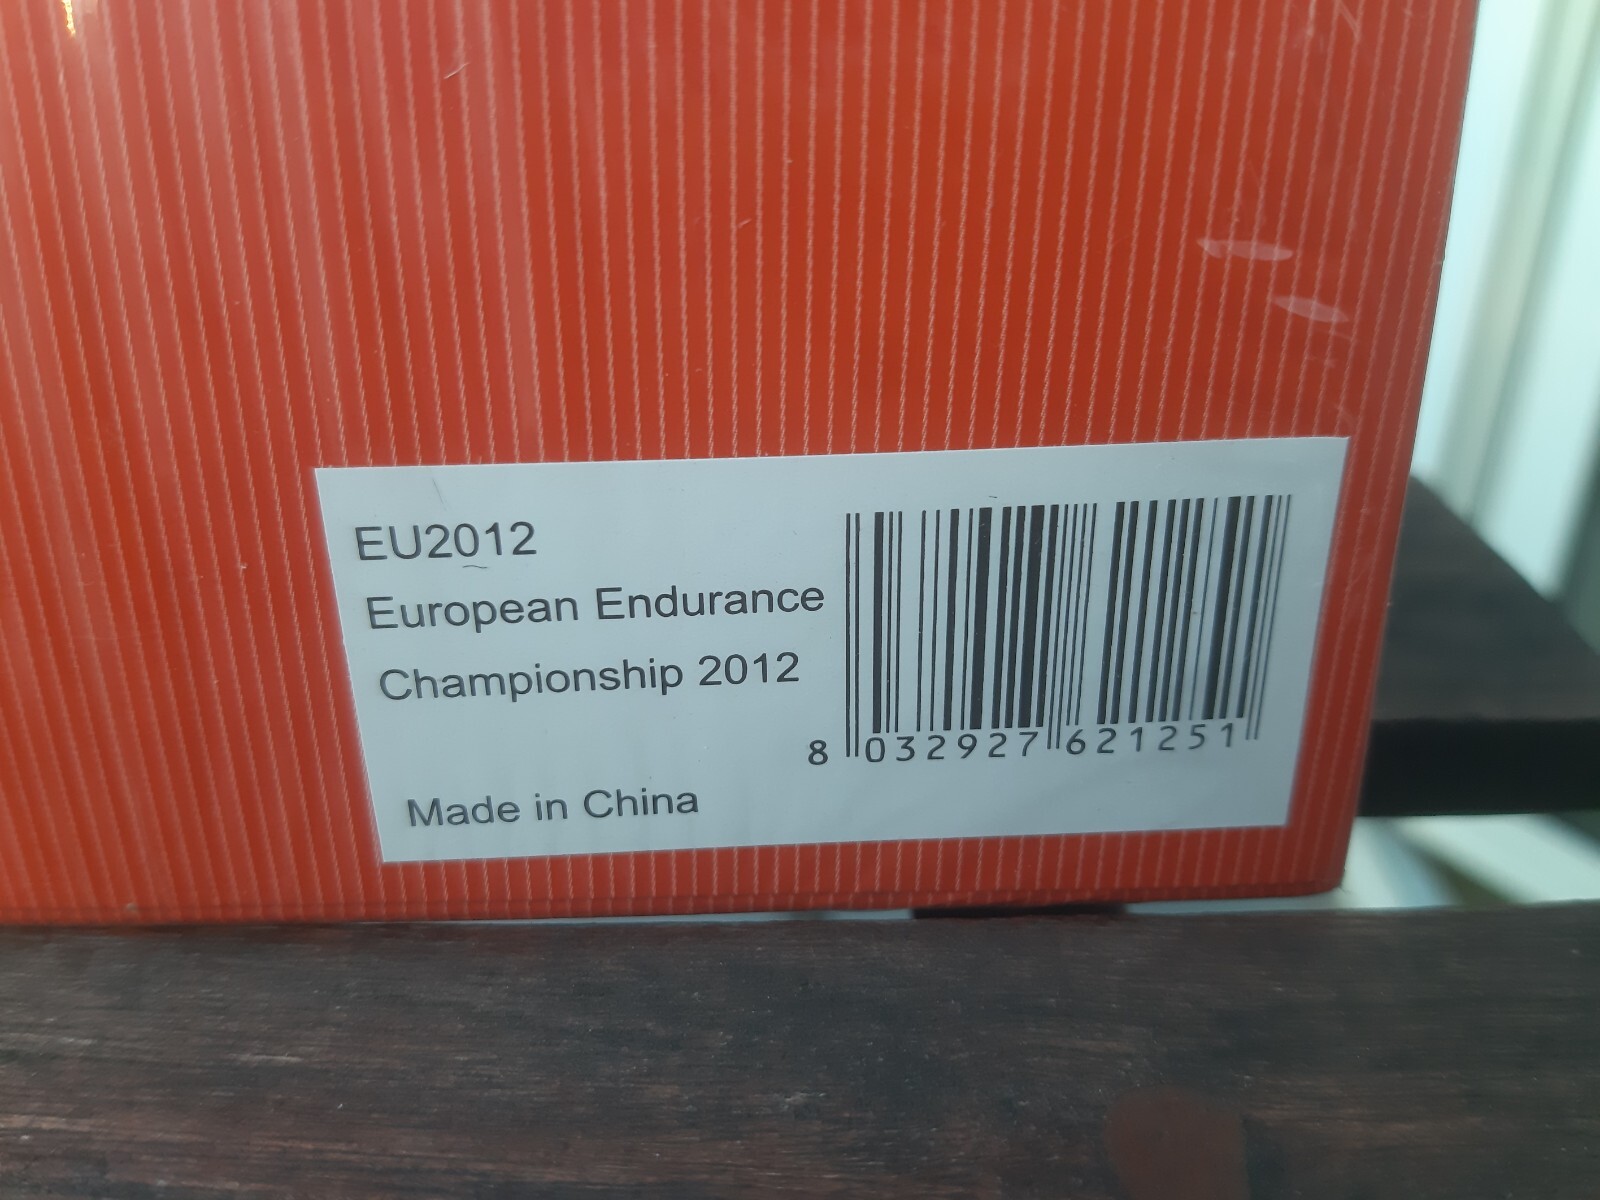 EU2012
European Endurance
Championship 2012
8 032927 621251
Made in China